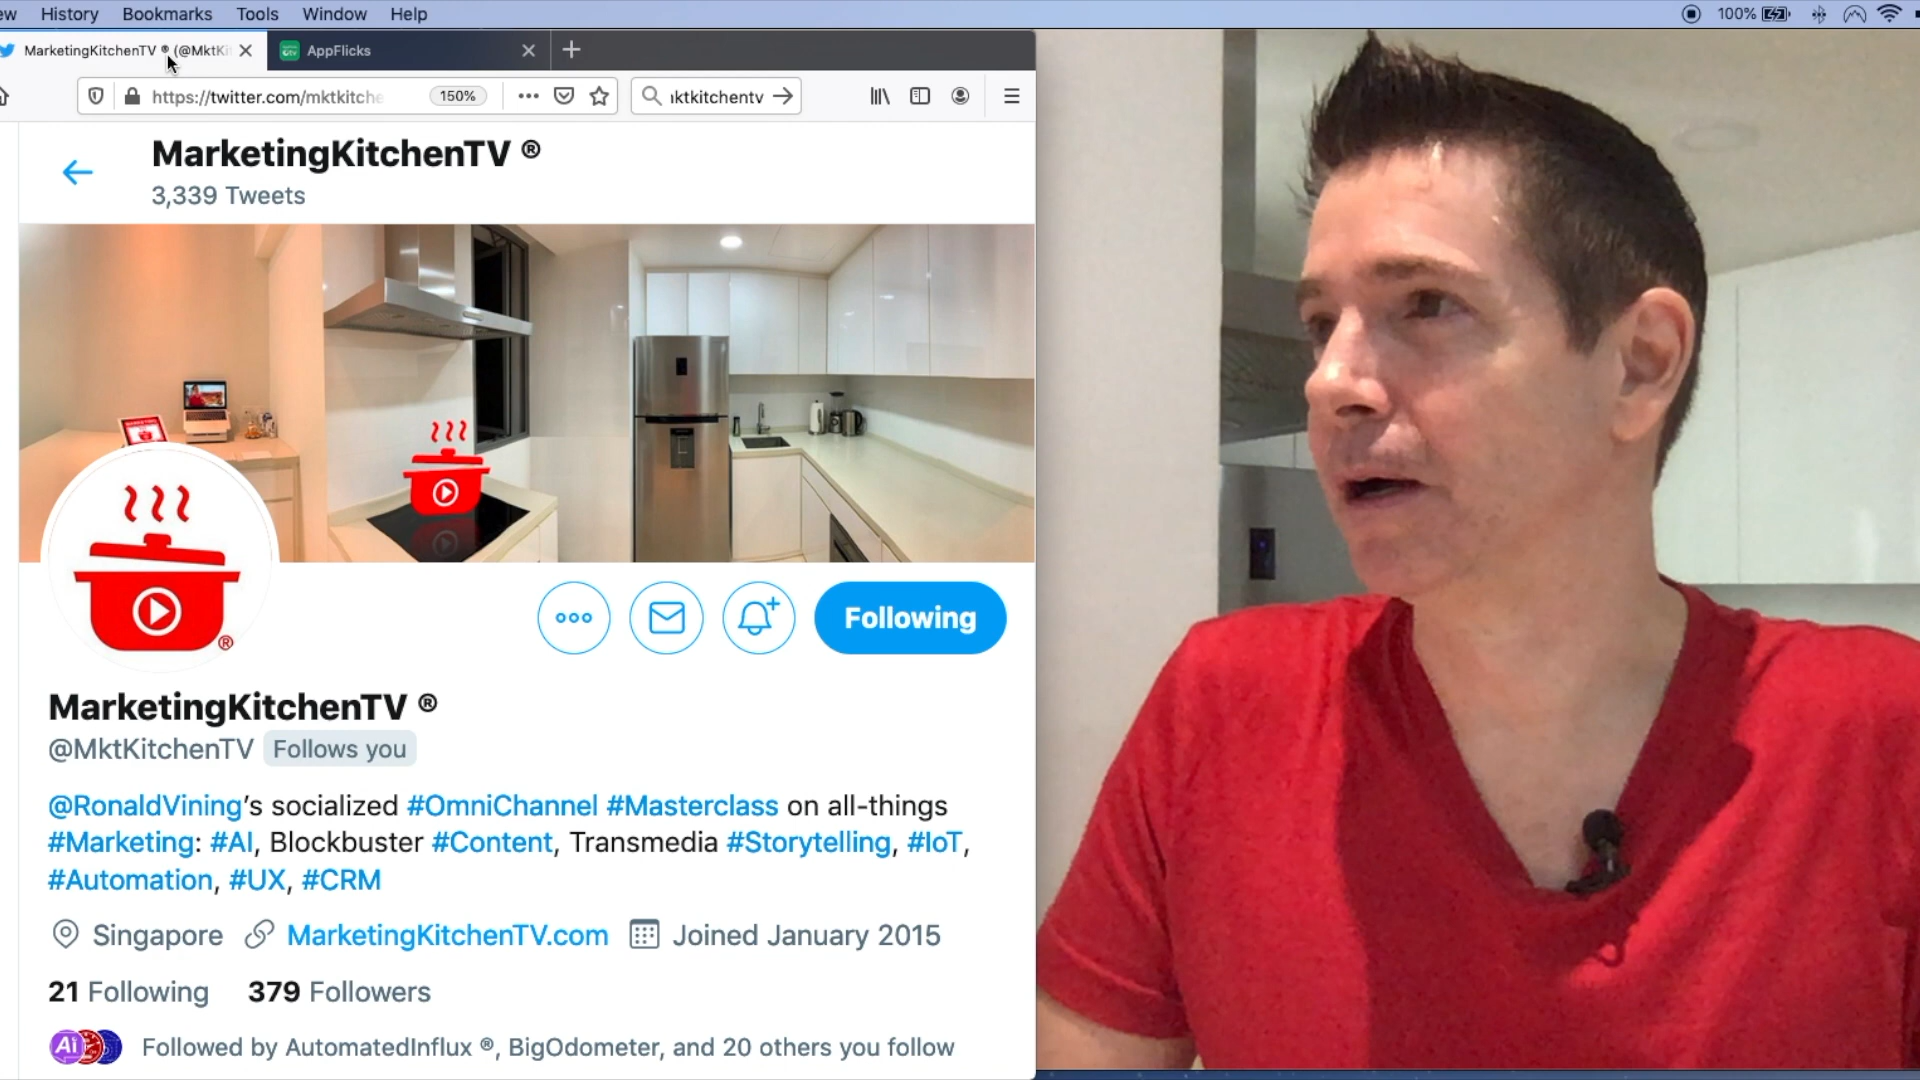 History Bookmarks Tools Window Help
100%
MarketingKitchenTV ® (@MktKit
AppFlicks
https://twitter.com/mktkitche
150%
ktkitchentv
MarketingKitchenTV ®
3,339 Tweets
®
Following
MarketingKitchenTV ®
@MktKitchenTV Follows you
@RonaldVining's socialized #OmniChannel #Masterclass on all-things
#Marketing: #AI, Blockbuster #Content, Transmedia #Storytelling, #IoT,
#Automation, #UX, #CRM
Singapore MarketingKitchenTV.com Joined January 2015
21 Following 379 Followers
Ai
Followed by AutomatedInflux ®, BigOdometer, and 20 others you follow